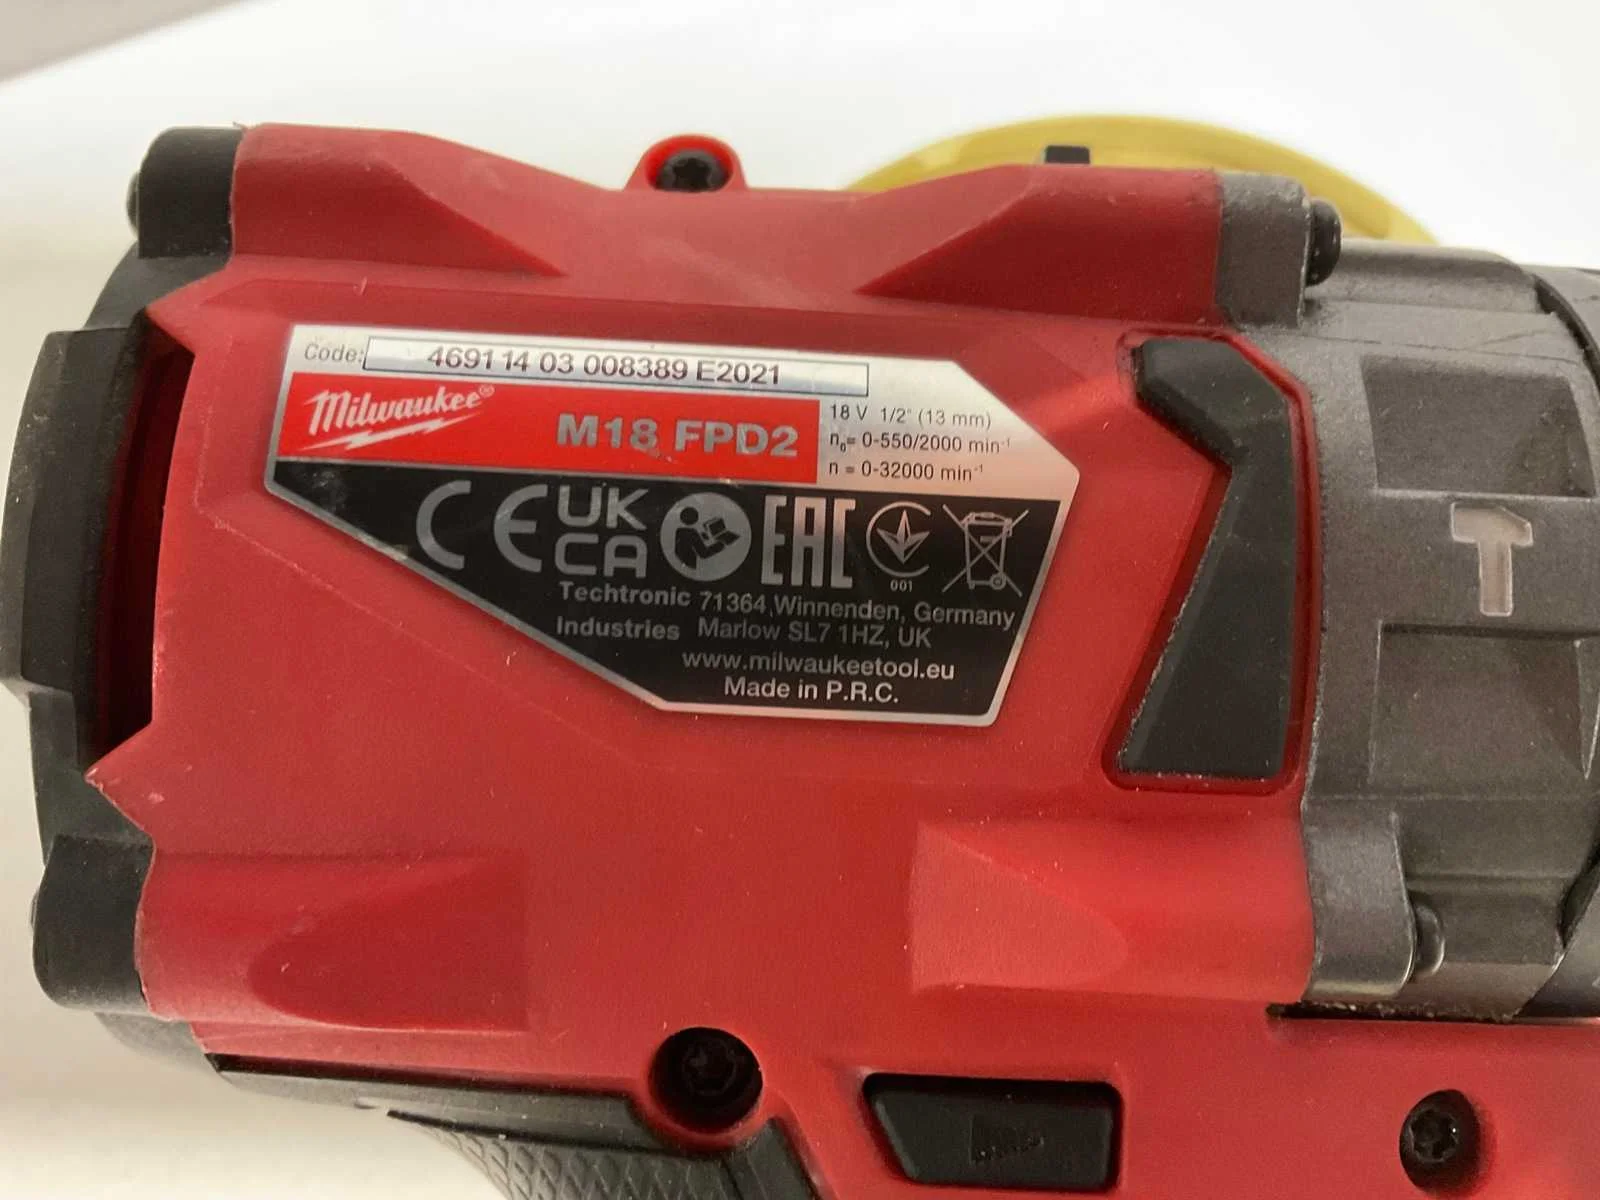 Code: 4691 14 03 008389 E2021
Milwaukee®
M18 FPD2
18 V 1/2" (13 mm)
n₀= 0-550/2000 min⁻¹
n = 0-32000 min⁻¹
CE UK CA EAC
001
Techtronic 71364 Winnenden, Germany
Industries Marlow SL7 1HZ, UK
www.milwaukeetool.eu
Made in P.R.C.